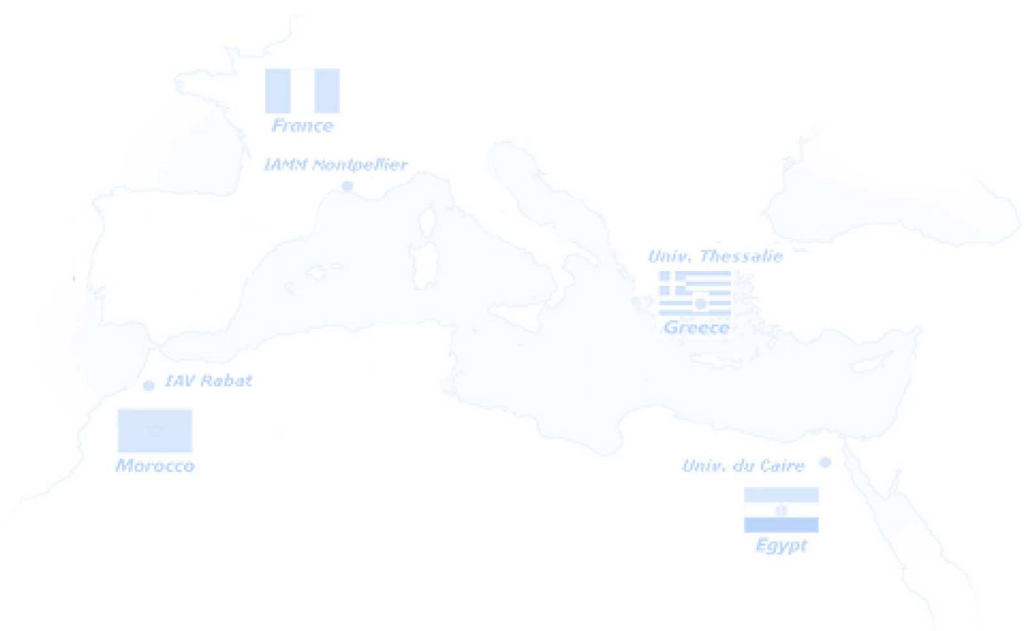 France
IAMM Montpellier
Univ. Thessalie
Greece
IAV Rabat
Morocco
Univ. du Caire
Egypt